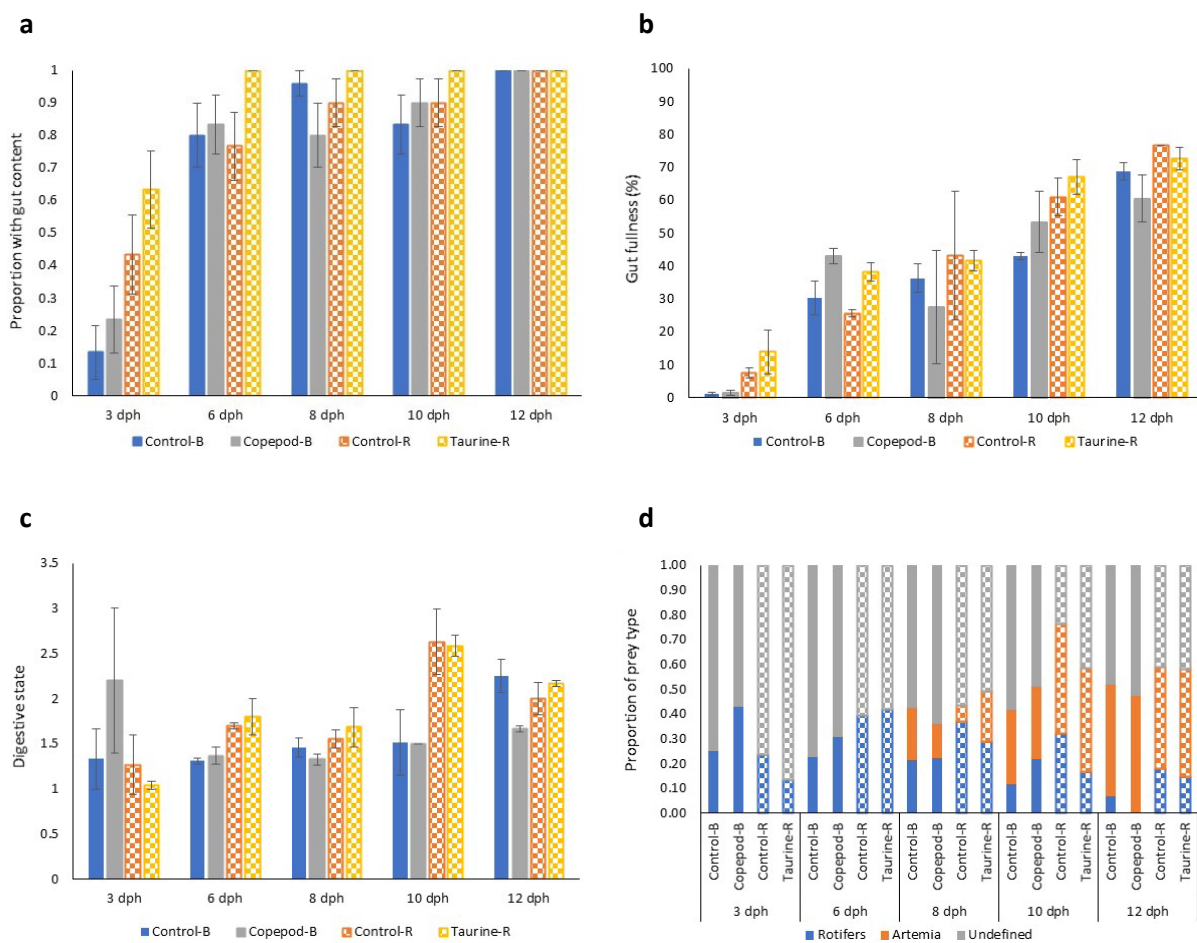 a
Proportion with gut content
1
0.9
0.8
0.7
0.6
0.5
0.4
0.3
0.2
0.1
0
3 dph 6 dph 8 dph 10 dph 12 dph
Control-B Copepod-B Control-R Taurine-R
b
Gut fullness (%)
100
90
80
70
60
50
40
30
20
10
0
3 dph 6 dph 8 dph 10 dph 12 dph
Control-B Copepod-B Control-R Taurine-R
c
Digestive state
3.5
3
2.5
2
1.5
1
0.5
0
3 dph 6 dph 8 dph 10 dph 12 dph
Control-B Copepod-B Control-R Taurine-R
d
Proportion of prey type
1.00
0.90
0.80
0.70
0.60
0.50
0.40
0.30
0.20
0.10
0.00
Control-B Copepod-B Control-R Taurine-R Control-B Copepod-B Control-R Taurine-R Control-B Copepod-B Control-R Taurine-R Control-B Copepod-B Control-R Taurine-R Control-B Copepod-B Control-R Taurine-R
3 dph 6 dph 8 dph 10 dph 12 dph
Rotifers Artemia Undefined